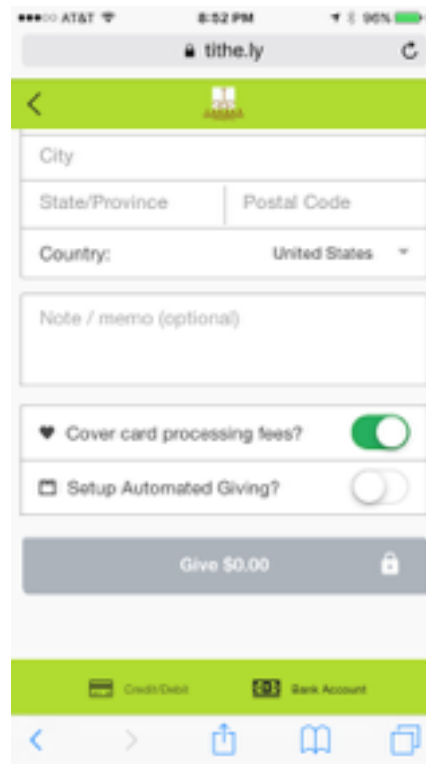 AT&T 8:52 PM 96%
tithe.ly
City
State/Province Postal Code
Country: United States
Note / memo (optional)
Cover card processing fees?
Setup Automated Giving?
Give $0.00
Credit/Debit Bank Account